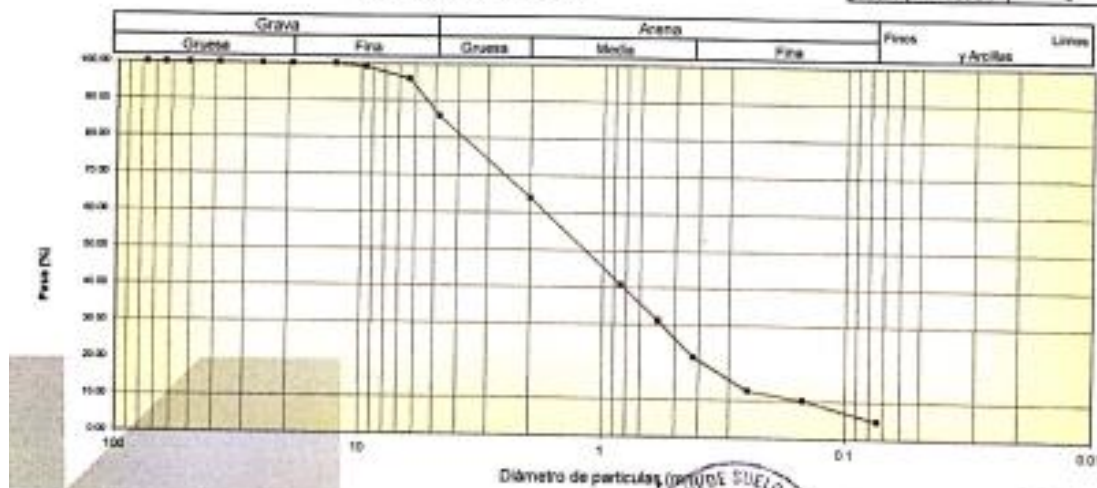 Grava Arena Finos Limos
Gruesa Fina Gruesa Media Fina y Arcillas
100.00
90.00
80.00
70.00
60.00
50.00
40.00
30.00
20.00
10.00
0.00
Pasa (%)
100 10 1 0.1 0.01
Diámetro de partículas
DE SUELO